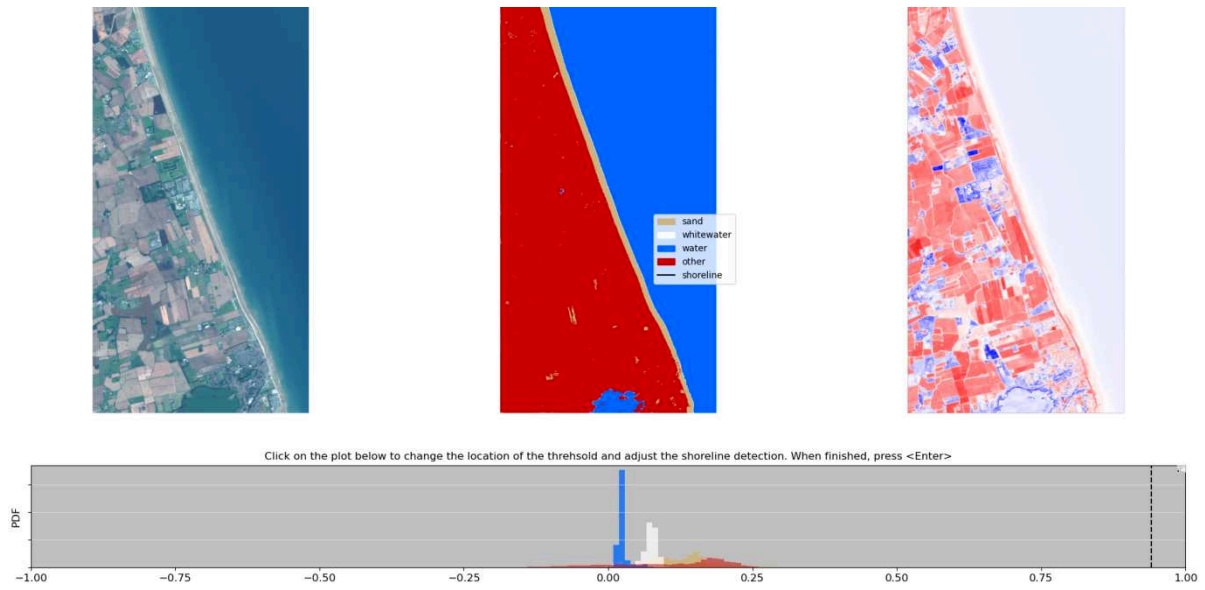 sand
whitewater
water
other
shoreline
Click on the plot below to change the location of the threhsold and adjust the shoreline detection. When finished, press <Enter>
PDF
−1.00 −0.75 −0.50 −0.25 0.00 0.25 0.50 0.75 1.00